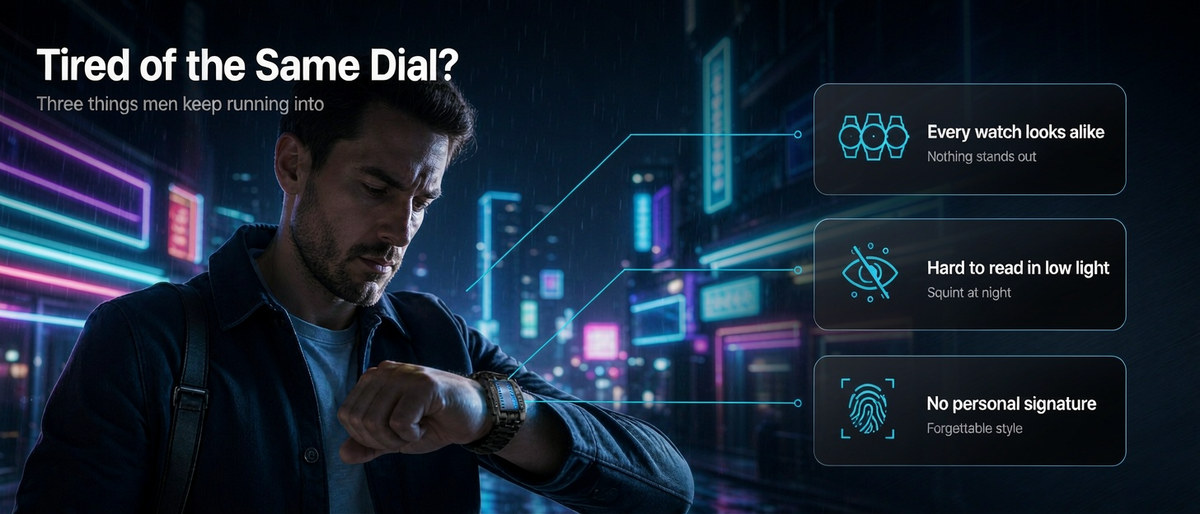 Tired of the Same Dial?
Three things men keep running into
Every watch looks alike
Nothing stands out
Hard to read in low light
Squint at night
No personal signature
Forgettable style